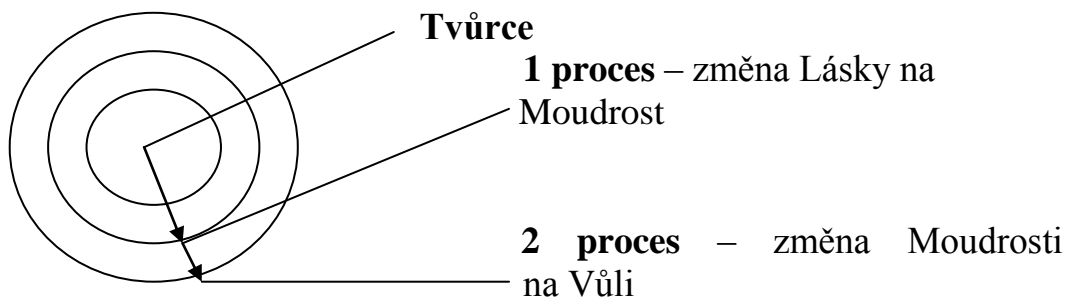 Tvůrce
1 proces – změna Lásky na
Moudrost
2 proces – změna Moudrosti
na Vůli